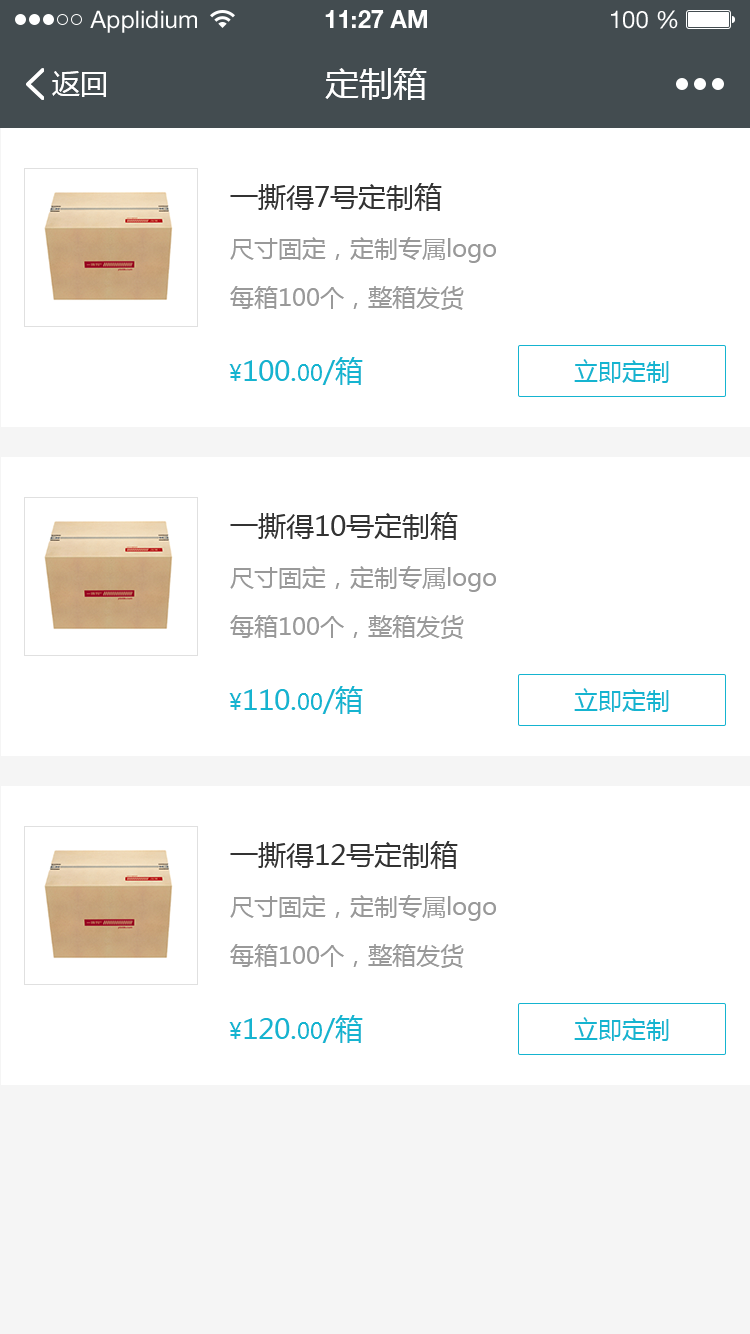 Applidium 11:27 AM 100 %
返回 定制箱
一撕得7号定制箱
尺寸固定，定制专属logo
每箱100个，整箱发货
¥100.00/箱 立即定制
一撕得10号定制箱
尺寸固定，定制专属logo
每箱100个，整箱发货
¥110.00/箱 立即定制
一撕得12号定制箱
尺寸固定，定制专属logo
每箱100个，整箱发货
¥120.00/箱 立即定制